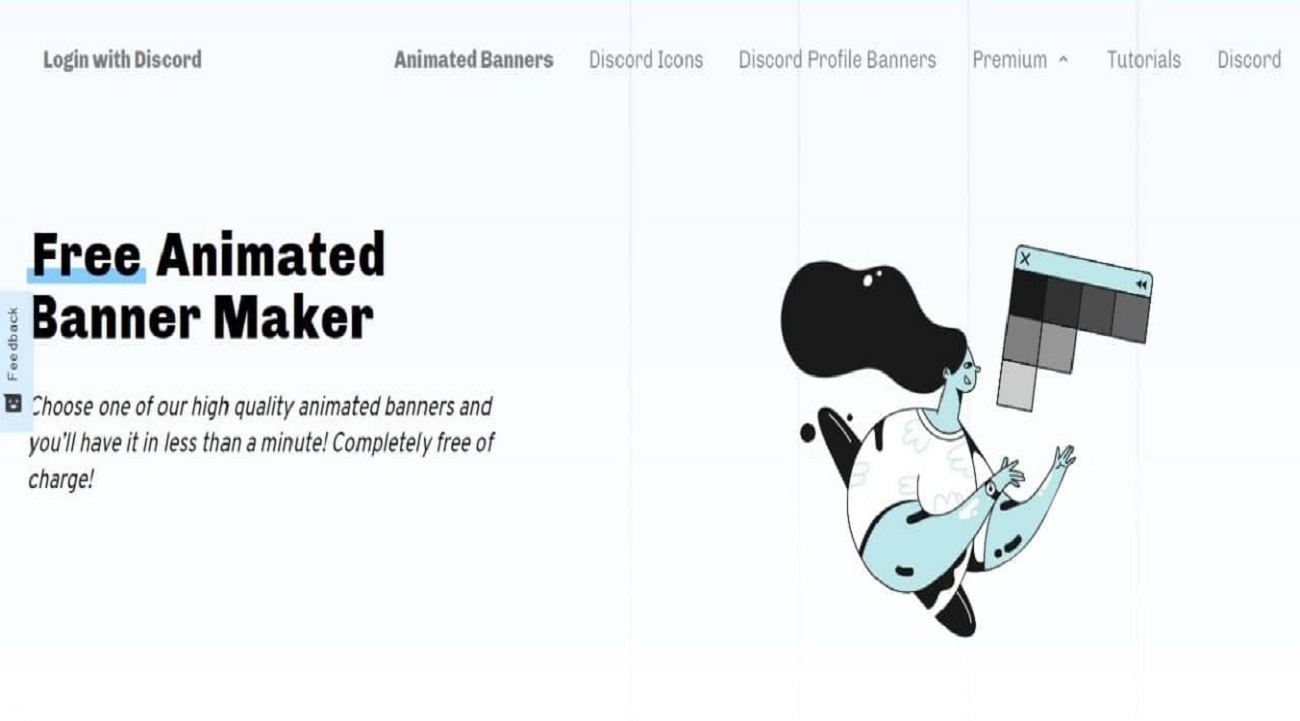 Login with Discord Animated Banners Discord Icons Discord Profile Banners Premium Tutorials Discord
Free Animated
Banner Maker
Feedback
Choose one of our high quality animated banners and
you'll have it in less than a minute! Completely free of
charge!